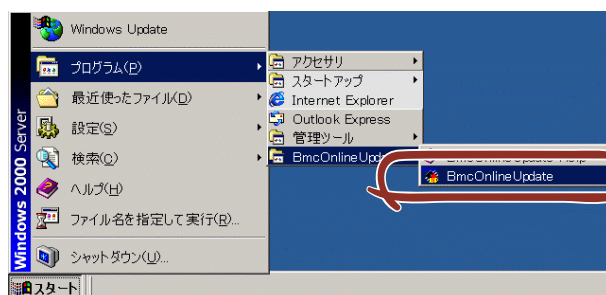 Windows Update
プログラム(P)
最近使ったファイル(D)
設定(S)
検索(C)
ヘルプ(H)
ファイル名を指定して実行(R)...
シャットダウン(U)...
Windows 2000 Server
スタート
アクセサリ
スタートアップ
Internet Explorer
Outlook Express
管理ツール
BmcOnlineUpda
BmcOnlineUpdate Help
BmcOnlineUpdate